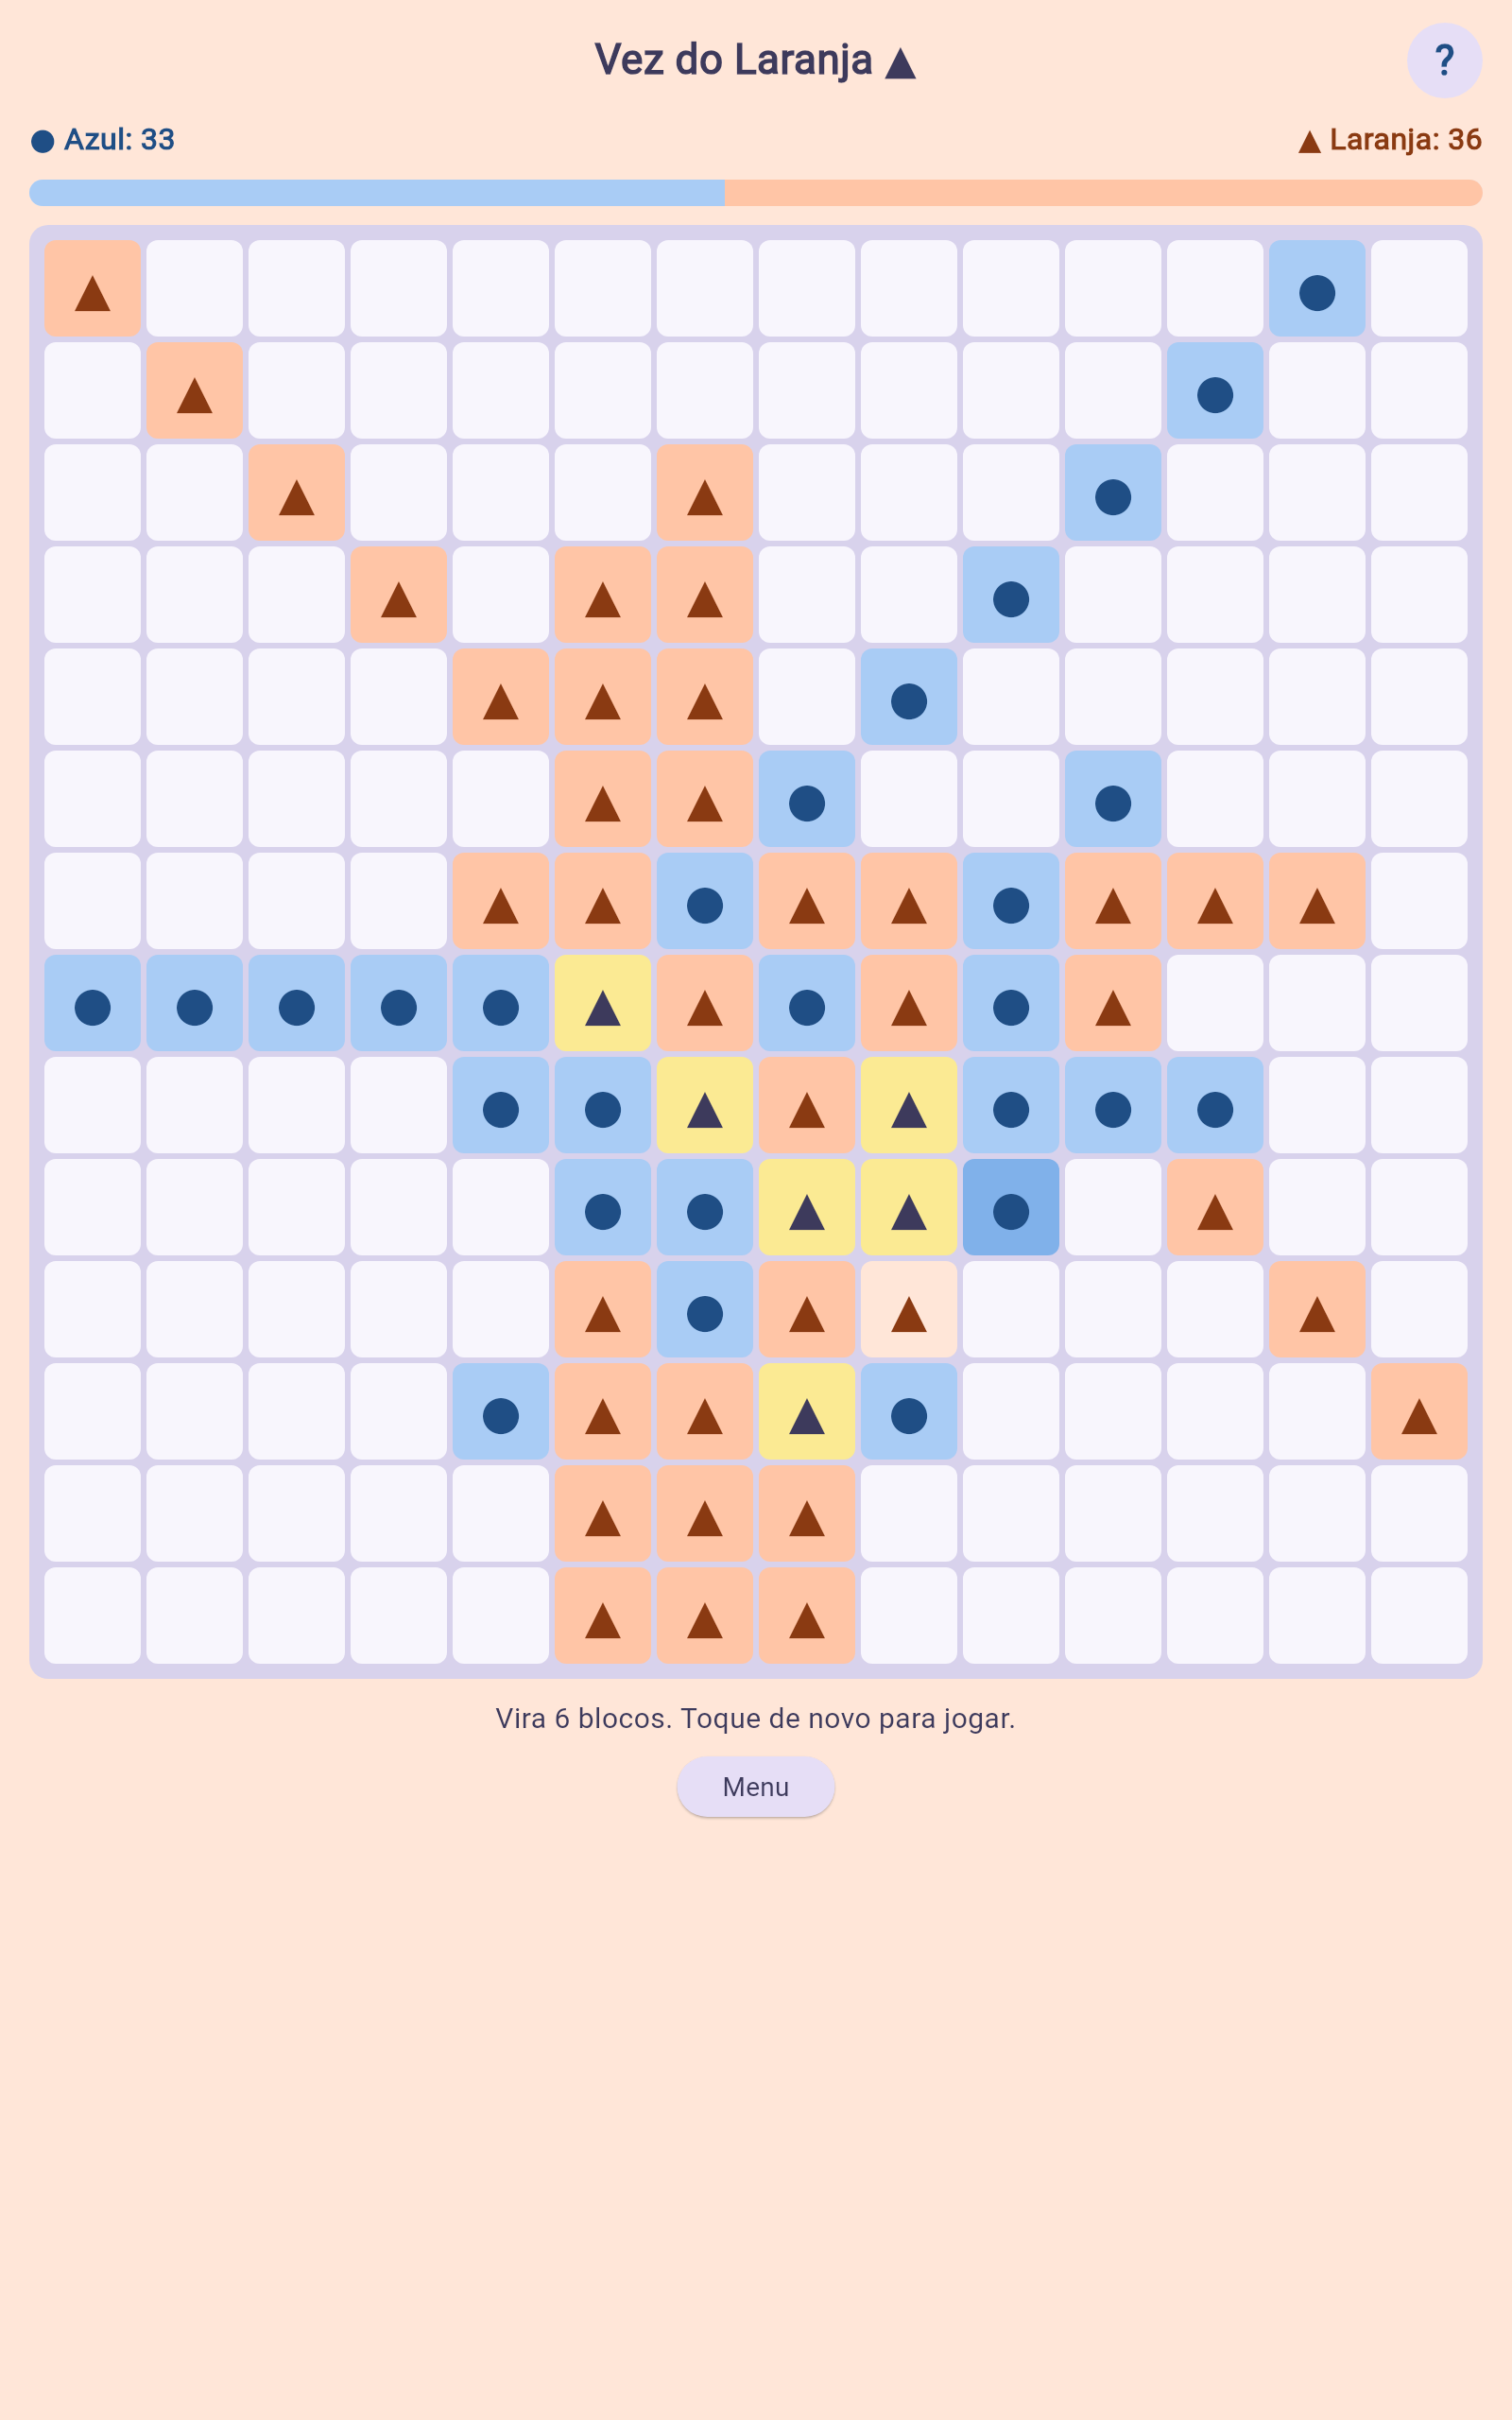 Vez do Laranja ▲
?
Azul: 33
Laranja: 36
Vira 6 blocos. Toque de novo para jogar.
Menu